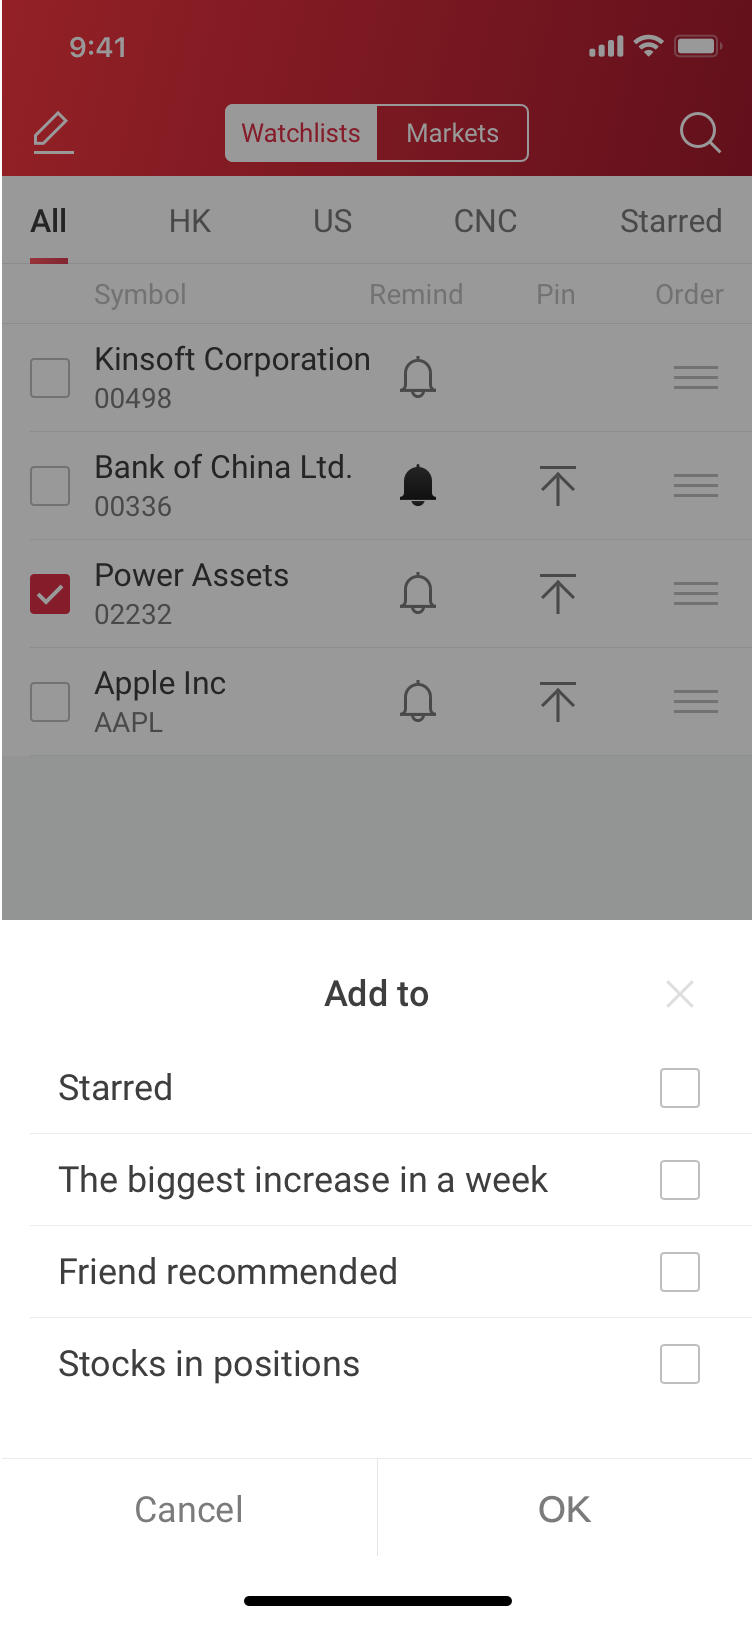 9:41
Watchlists Markets
All HK US CNC Starred
Symbol Remind Pin Order
Kinsoft Corporation
00498
Bank of China Ltd.
00336
Power Assets
02232
Apple Inc
AAPL
Add to
Starred
The biggest increase in a week
Friend recommended
Stocks in positions
Cancel OK